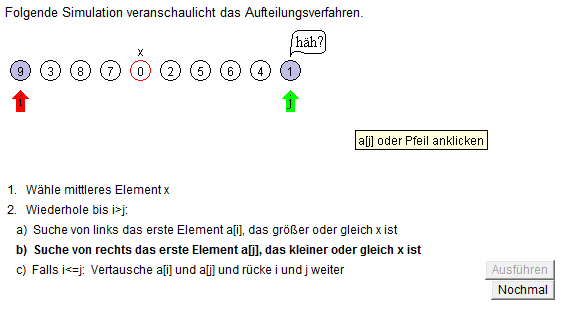 Folgende Simulation veranschaulicht das Aufteilungsverfahren.
häh?
x
9 3 8 7 0 2 5 6 4 1
i j
a[j] oder Pfeil anklicken
1. Wähle mittleres Element x
2. Wiederhole bis i>j:
a) Suche von links das erste Element a[i], das größer oder gleich x ist
b) Suche von rechts das erste Element a[j], das kleiner oder gleich x ist
c) Falls i<=j: Vertausche a[i] und a[j] und rücke i und j weiter
Ausführen
Nochmal